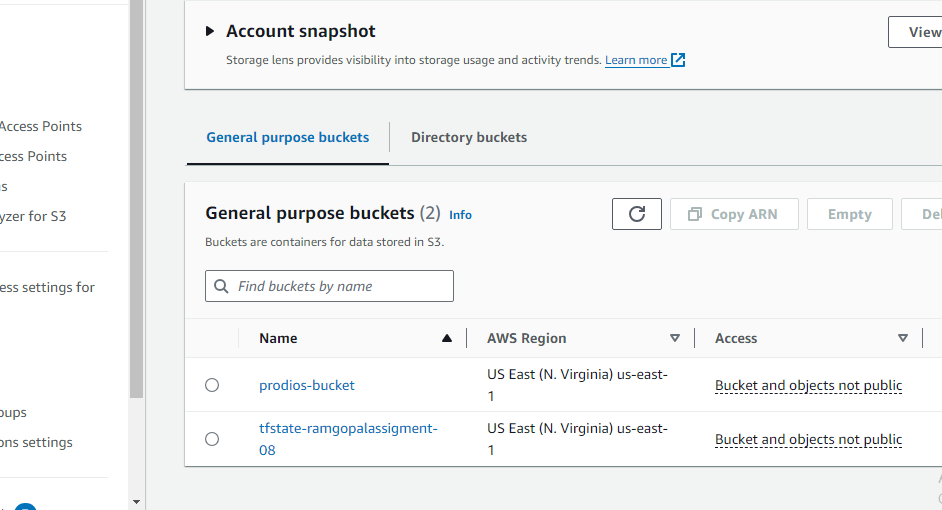 Account snapshot
View
Storage lens provides visibility into storage usage and activity trends. Learn more
Access Points
cess Points
s
yzer for S3
ess settings for
oups
ons settings
General purpose buckets
Directory buckets
General purpose buckets (2) Info
Copy ARN
Empty
Del
Buckets are containers for data stored in S3.
Find buckets by name
Name
AWS Region
Access
prodios-bucket
US East (N. Virginia) us-east-
1
Bucket and objects not public
tfstate-ramgopalassigment-
08
US East (N. Virginia) us-east-
1
Bucket and objects not public